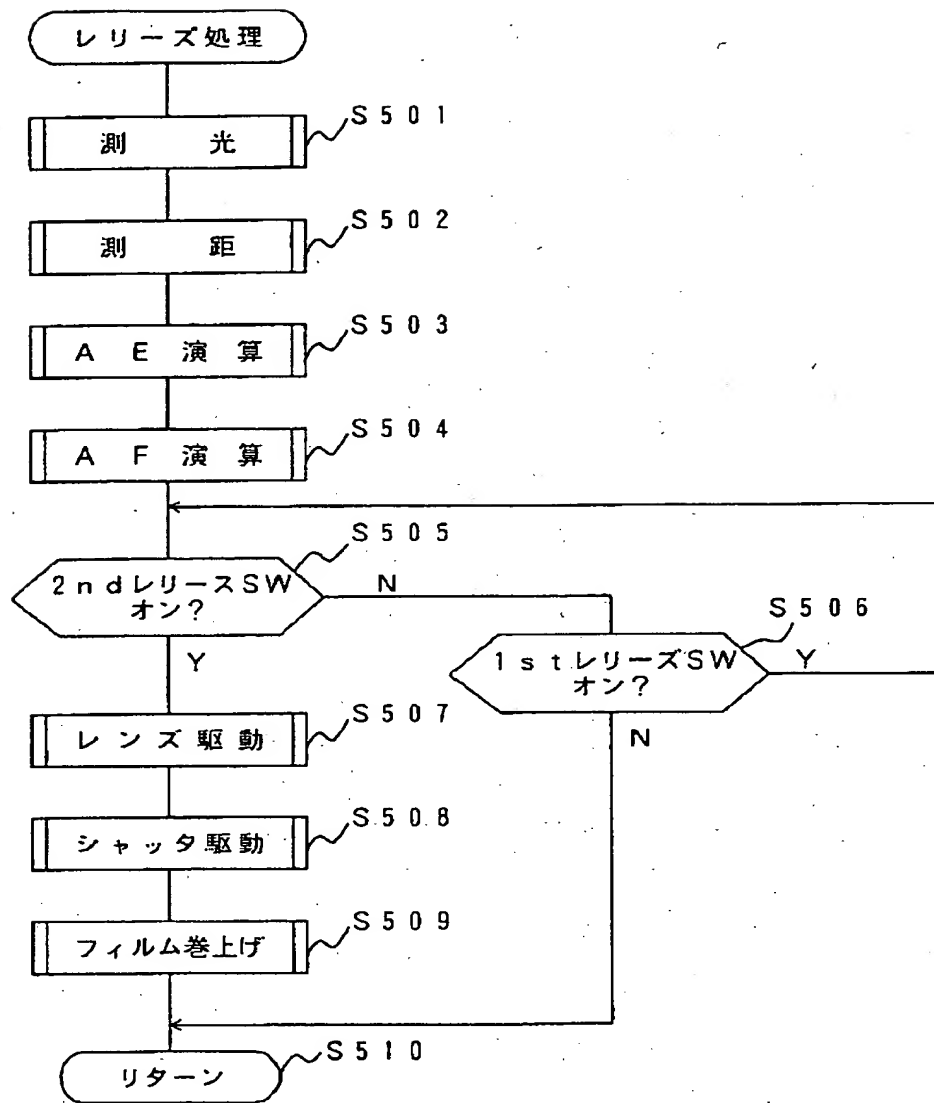 レリーズ処理
S501
測光
S502
測距
S503
AE演算
S504
AF演算
S505
2ndレリースSW
オン?
N
Y
S506
1stレリーズSW
オン?
Y
N
S507
レンズ駆動
S508
シャッタ駆動
S509
フィルム巻上げ
S510
リターン